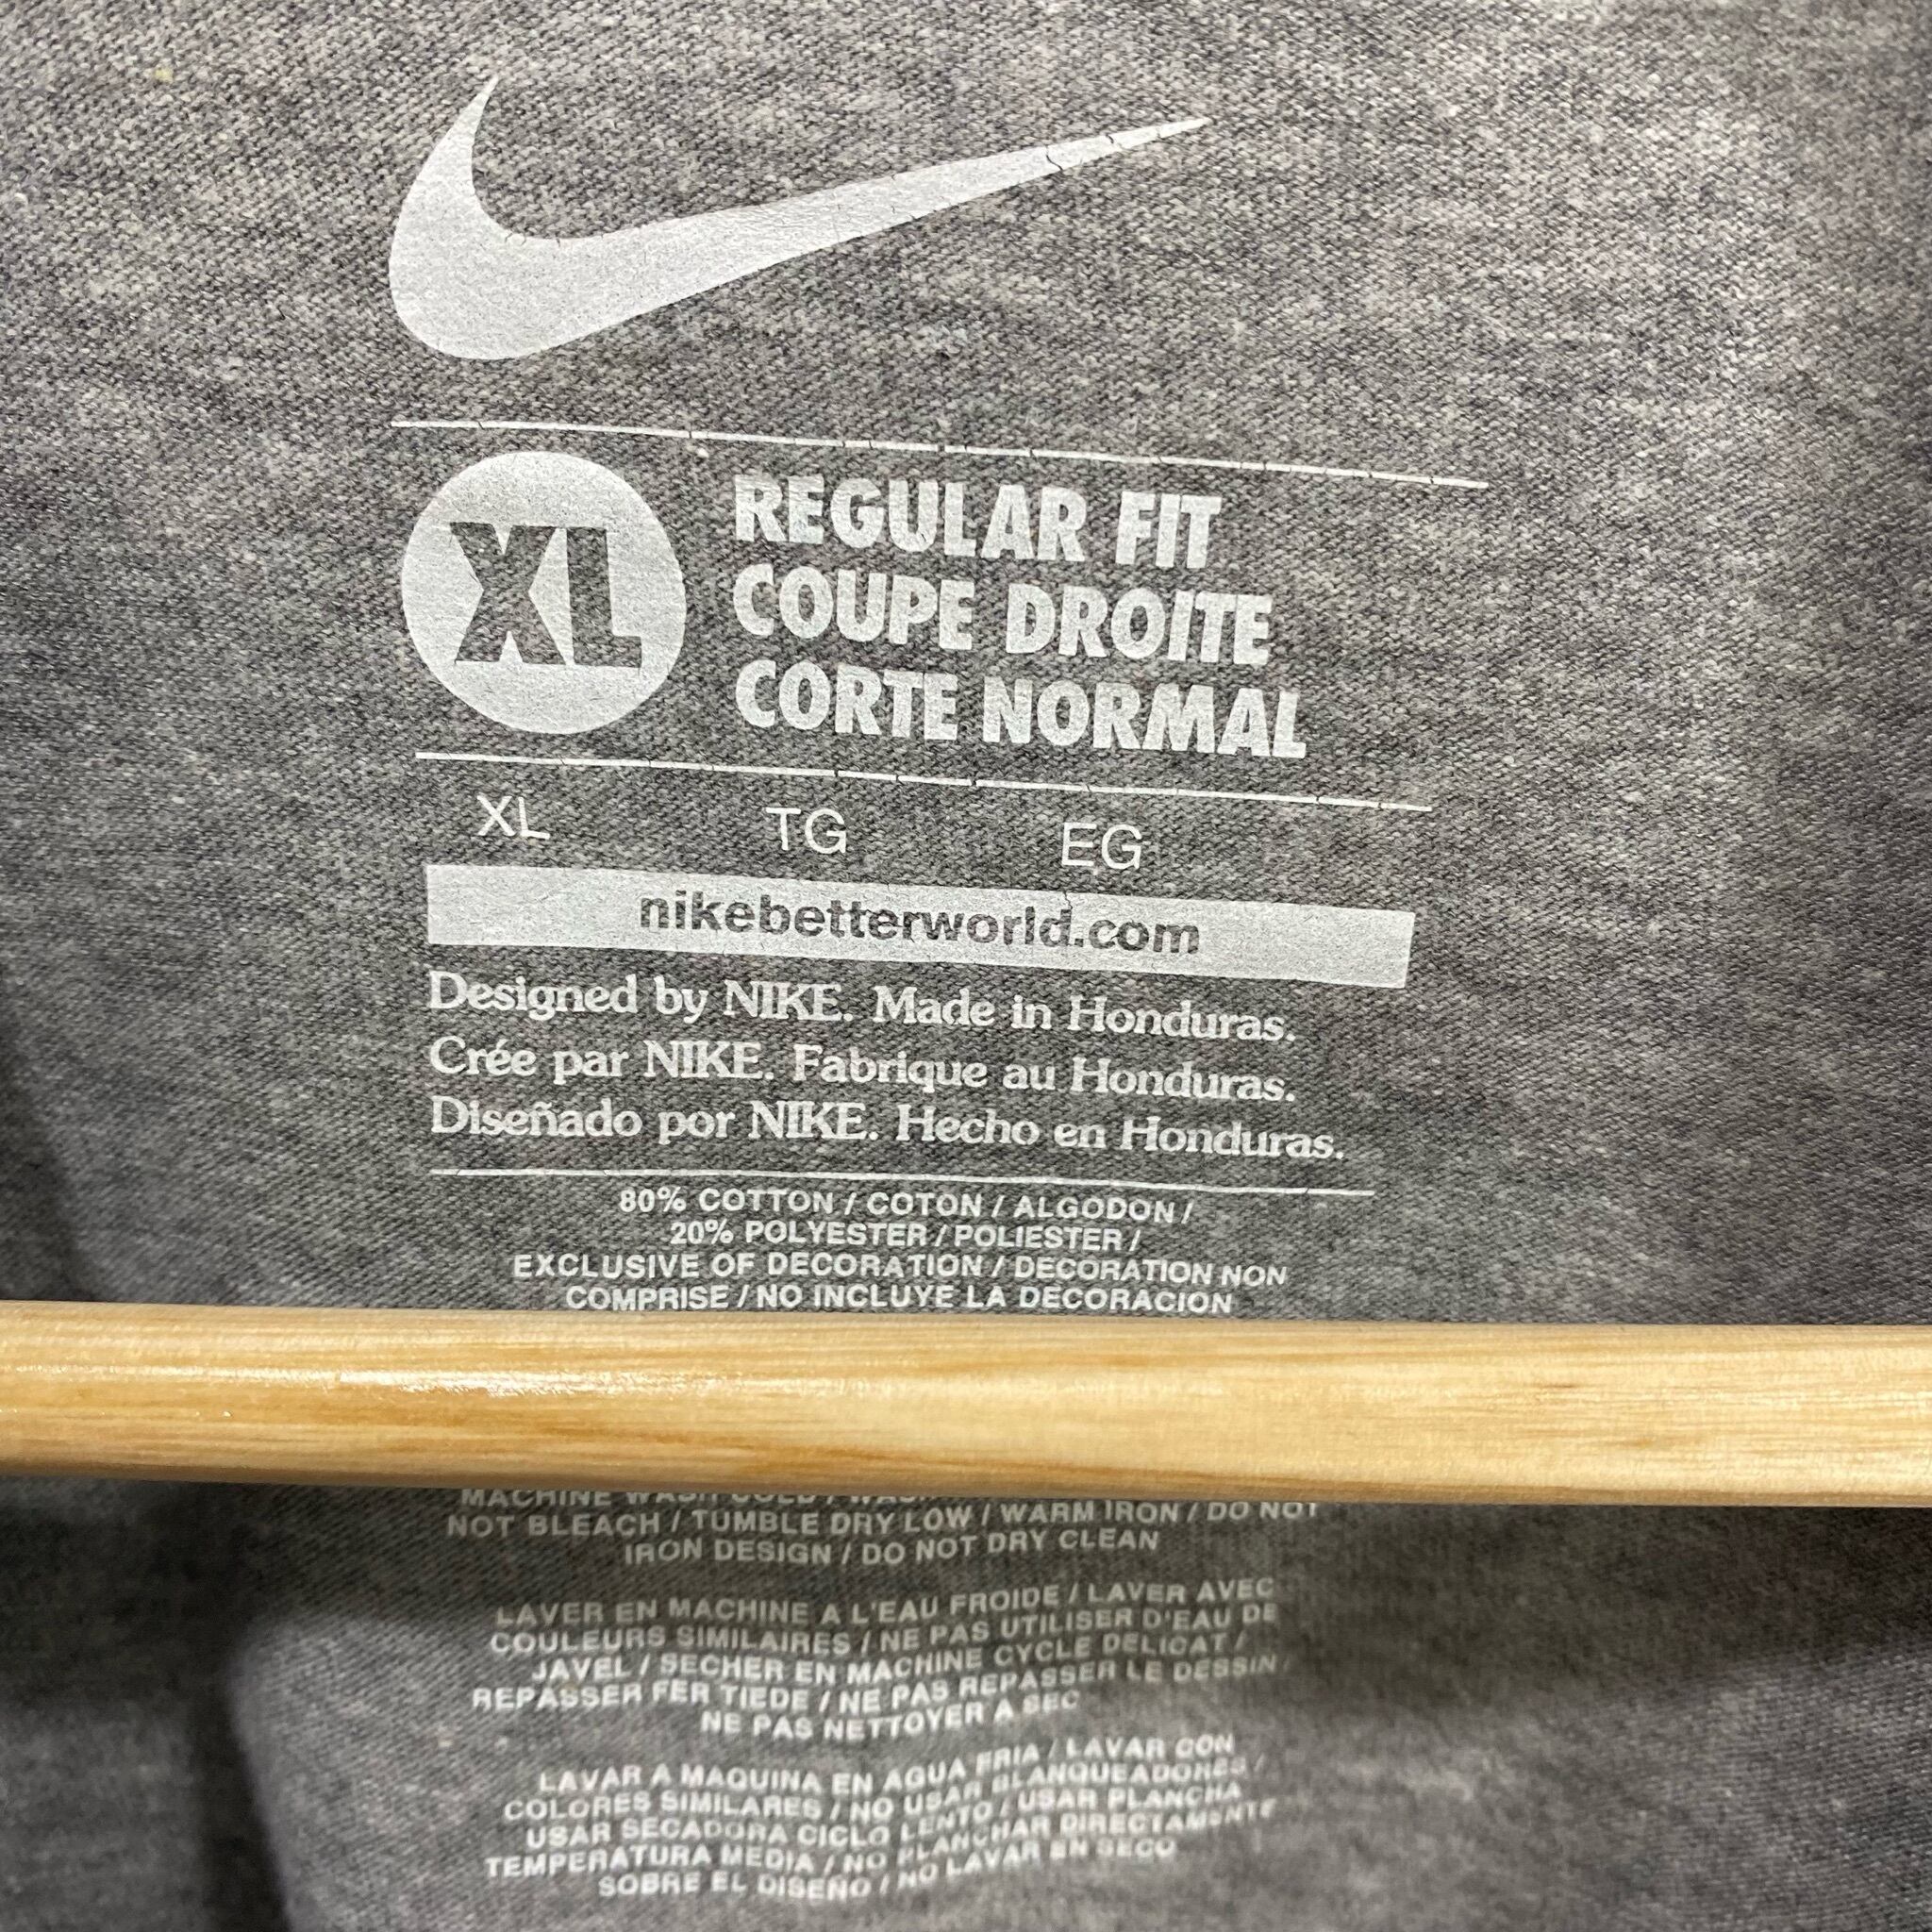 XL
REGULAR FIT
COUPE DROITE
CORTE NORMAL
XL TG EG
nikebetterworld.com
Designed by NIKE. Made in Honduras.
Crée par NIKE. Fabrique au Honduras.
Diseñado por NIKE. Hecho en Honduras.
80% COTTON / COTON / ALGODON /
20% POLYESTER / POLIESTER /
EXCLUSIVE OF DECORATION / DECORATION NON
COMPRISE / NO INCLUYE LA DECORACION
MACHINE WASH COLD /
NOT BLEACH / TUMBLE DRY LOW / WARM IRON / DO NOT
IRON DESIGN / DO NOT DRY CLEAN
LAVER EN MACHINE A L'EAU FROIDE / LAVER AVEC
COULEURS SIMILAIRES / NE PAS UTILISER D'EAU DE
JAVEL / SECHER EN MACHINE CYCLE DELICAT /
REPASSER FER TIEDE / NE PAS REPASSER LE DESSIN /
NE PAS NETTOYER A SEC
LAVAR A MAQUINA EN AGUA FRIA / LAVAR CON
COLORES SIMILARES / NO USAR BLANQUEADORES /
USAR SECADORA CICLO LENTO / USAR PLANCHA
TEMPERATURA MEDIA / NO PLANCHAR DIRECTAMENTE
SOBRE EL DISENO / NO LAVAR EN SECO